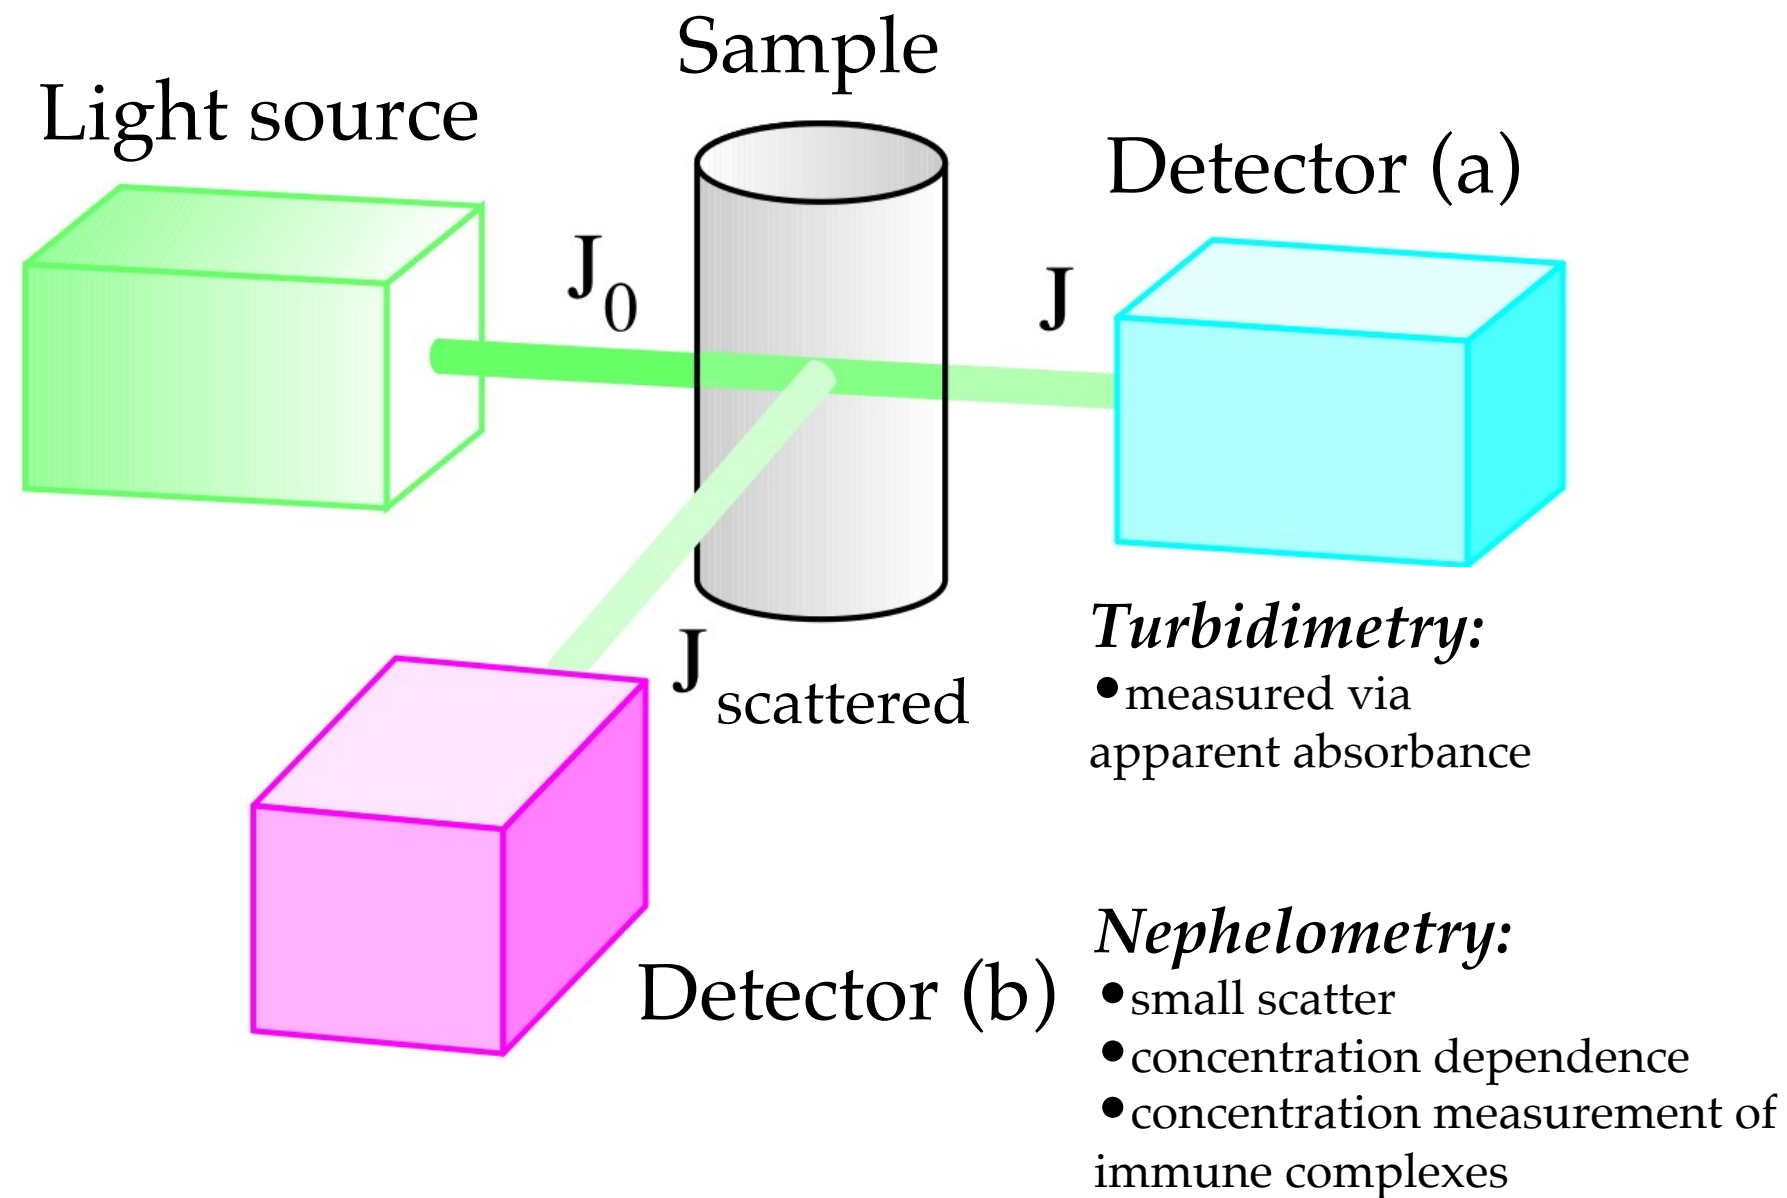 Sample
Light source
Detector (a)
J0
J
Jscattered
Turbidimetry:
•measured via
apparent absorbance
Detector (b)
Nephelometry:
•small scatter
•concentration dependence
•concentration measurement of
immune complexes